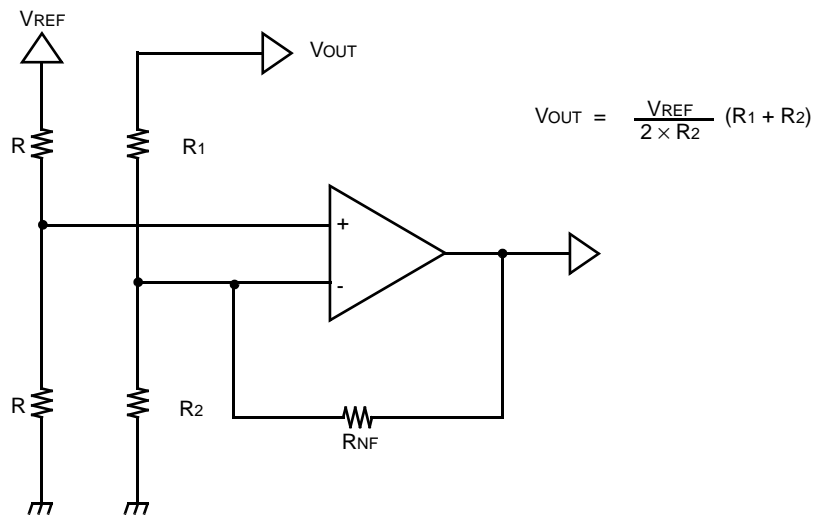 VREF
VOUT
VOUT = VREF / 2 × R2 (R1 + R2)
R
R1
+
-
R
R2
RNF